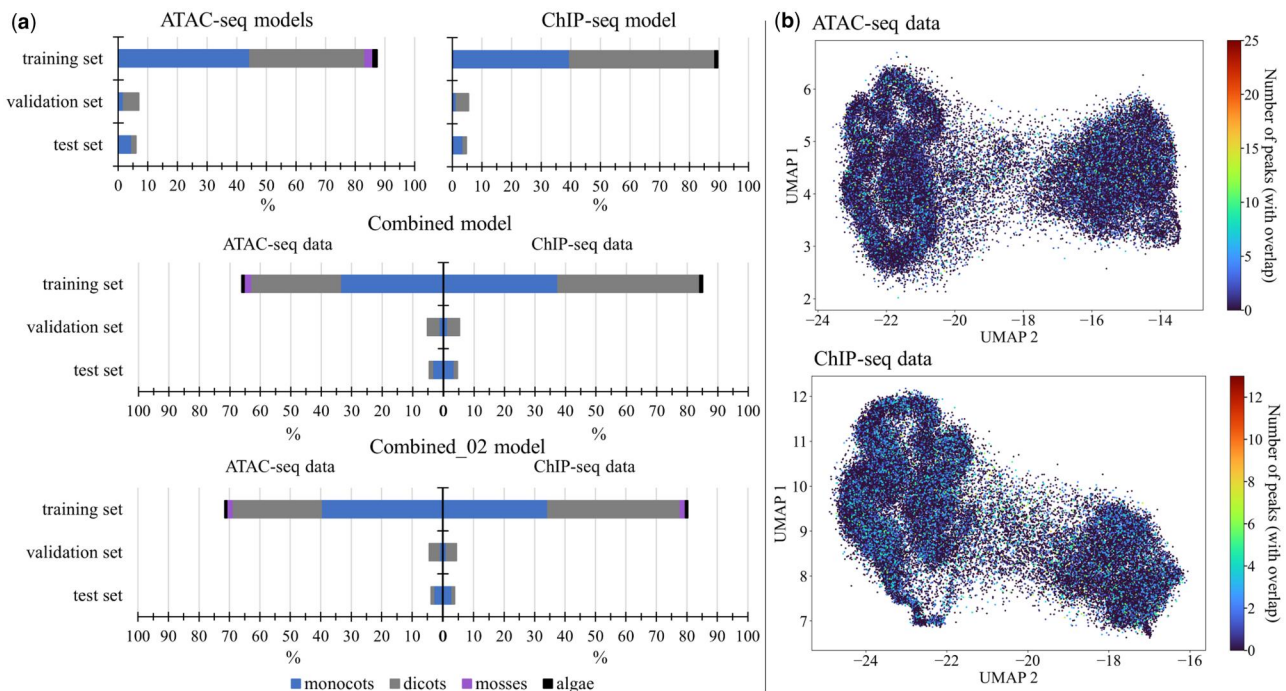 (a)
ATAC-seq models
ChIP-seq model
training set
validation set
test set
0 10 20 30 40 50 60 70 80 90 100
%
0 10 20 30 40 50 60 70 80 90 100
%
Combined model
ATAC-seq data
ChIP-seq data
training set
validation set
test set
100 90 80 70 60 50 40 30 20 10 0 10 20 30 40 50 60 70 80 90 100
% %
Combined_02 model
ATAC-seq data
ChIP-seq data
training set
validation set
test set
100 90 80 70 60 50 40 30 20 10 0 10 20 30 40 50 60 70 80 90 100
% %
monocots dicots mosses algae
(b)
ATAC-seq data
6
5
4
3
2
UMAP 1
−24 −22 −20 −18 −16 −14
UMAP 2
25
20
15
10
5
0
Number of peaks (with overlap)
ChIP-seq data
12
11
10
9
8
7
UMAP 1
−24 −22 −20 −18 −16
UMAP 2
12
10
8
6
4
2
0
Number of peaks (with overlap)